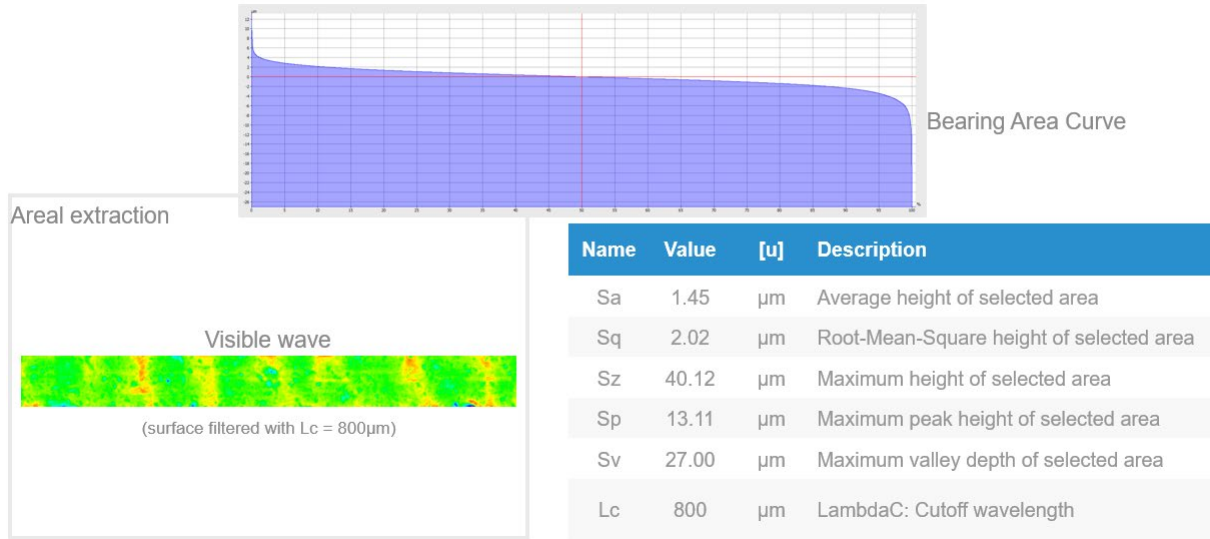 Bearing Area Curve
Areal extraction
Visible wave
(surface filtered with Lc = 800µm)
Name Value [u] Description
Sa 1.45 µm Average height of selected area
Sq 2.02 µm Root-Mean-Square height of selected area
Sz 40.12 µm Maximum height of selected area
Sp 13.11 µm Maximum peak height of selected area
Sv 27.00 µm Maximum valley depth of selected area
Lc 800 µm LambdaC: Cutoff wavelength